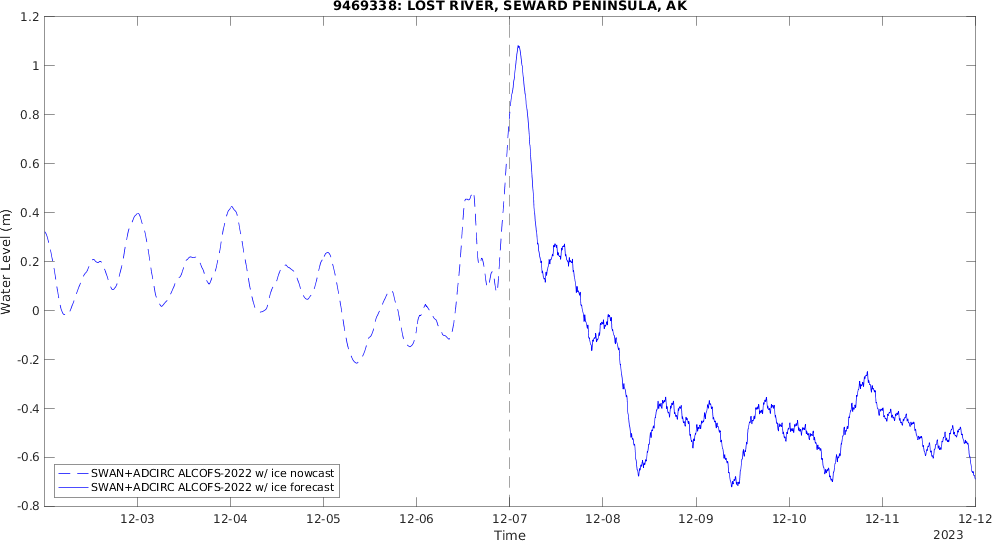 9469338: LOST RIVER, SEWARD PENINSULA, AK
1.2
1
0.8
0.6
0.4
0.2
0
-0.2
-0.4
-0.6
-0.8
Water Level (m)
SWAN+ADCIRC ALCOFS-2022 w/ ice nowcast
SWAN+ADCIRC ALCOFS-2022 w/ ice forecast
12-03 12-04 12-05 12-06 12-07 12-08 12-09 12-10 12-11 12-12
Time
2023